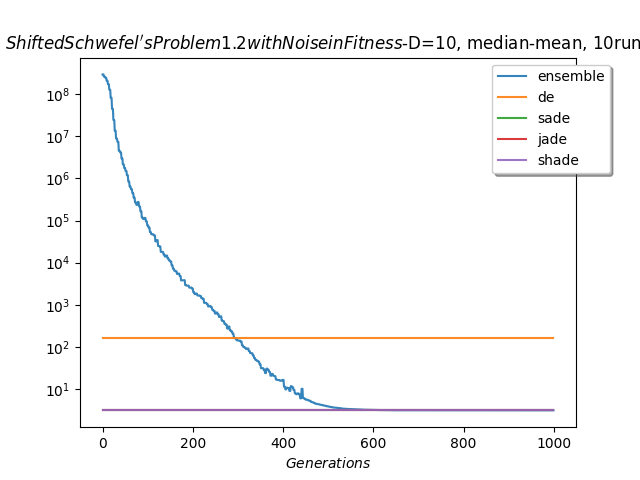 ShiftedSchwefel'sProblem1.2withNoiseinFitness-D=10, median-mean, 10run
ensemble
de
sade
jade
shade
10^8
10^7
10^6
10^5
10^4
10^3
10^2
10^1
0 200 400 600 800 1000
Generations